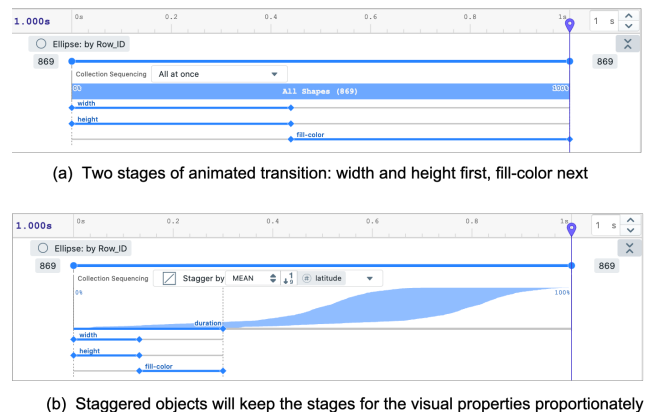 1.000s 0s 0.2 0.4 0.6 0.8 1s 1 s
Ellipse: by Row_ID
869 869
Collection Sequencing All at once
0% All Shapes (869) 100%
width
height
fill-color
(a) Two stages of animated transition: width and height first, fill-color next
1.000s 0s 0.2 0.4 0.6 0.8 1s 1 s
Ellipse: by Row_ID
869 869
Collection Sequencing Stagger by MEAN 1 9 latitude
0% 100%
duration
width
height
fill-color
(b) Staggered objects will keep the stages for the visual properties proportionately